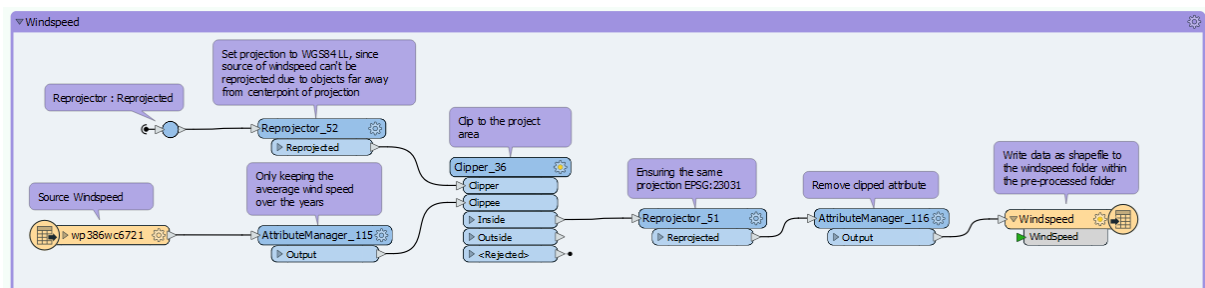 Windspeed
Set projection to WGS84 LL, since
source of windspeed can't be
reprojected due to objects far away
from centerpoint of projection
Reprojector : Reprojected
Reprojector_52
Reprojected
Clip to the project
area
Clipper_36
Clipper
Clippee
Inside
Outside
<Rejected>
Source Windspeed
wp386wc6721
Only keeping the
aveerage wind speed
over the years
AttributeManager_115
Output
Ensuring the same
projection EPSG:23031
Reprojector_51
Reprojected
Remove clipped attribute
AttributeManager_116
Output
Write data as shapefile to
the windspeed folder within
the pre-processed folder
Windspeed
WindSpeed